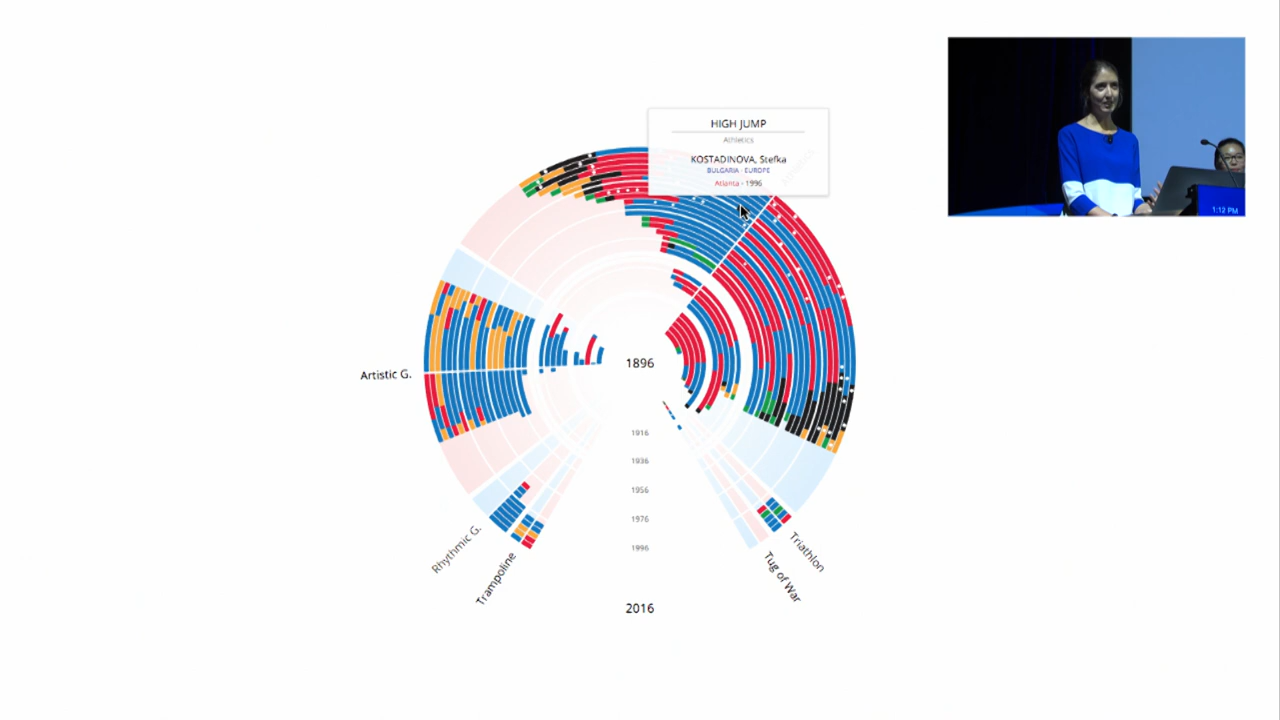 HIGH JUMP
Athletics
KOSTADINOVA, Stefka
BULGARIA - EUROPE
Atlanta - 1996
1:12 PM
1896
Artistic G.
1916
1936
1956
1976
1996
Rhythmic G.
Trampoline
Triathlon
Tug of War
2016